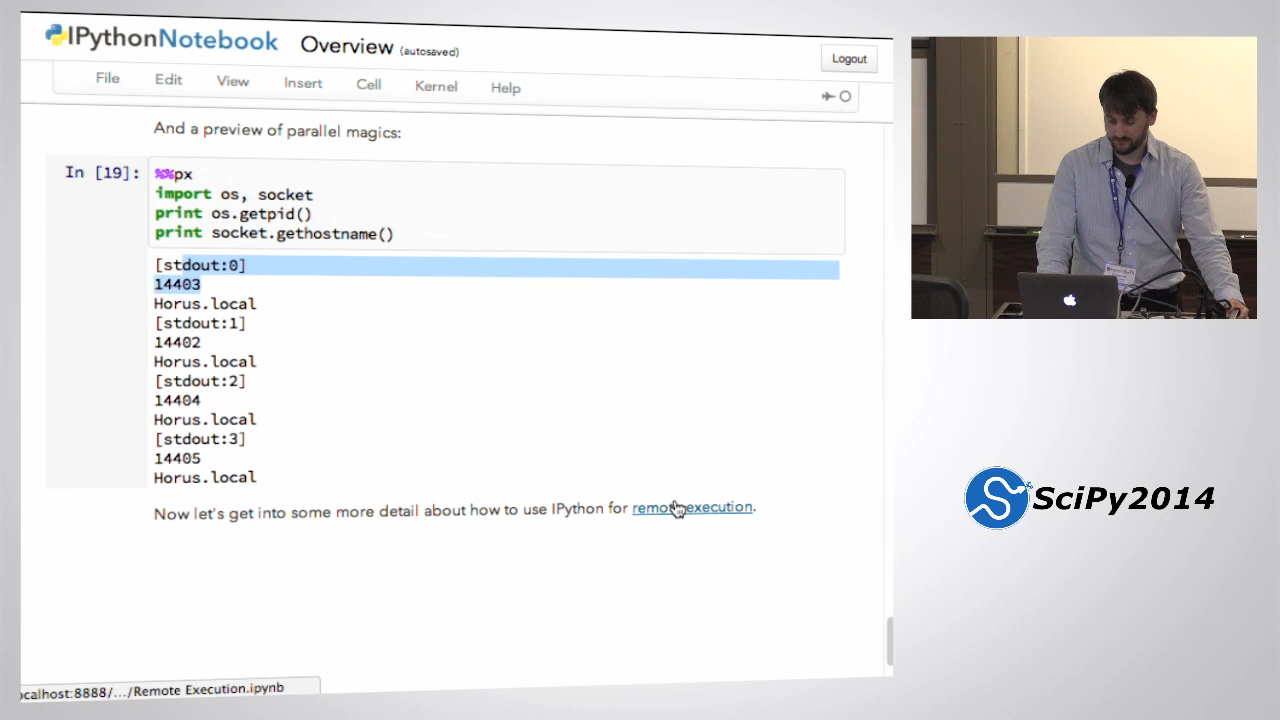 IPythonNotebook Overview (autosaved)
Logout
File Edit View Insert Cell Kernel Help
And a preview of parallel magics:
In [19]: %%px
import os, socket
print os.getpid()
print socket.gethostname()
[stdout:0]
14403
Horus.local
[stdout:1]
14402
Horus.local
[stdout:2]
14404
Horus.local
[stdout:3]
14405
Horus.local
Now let's get into some more detail about how to use IPython for remote execution.
ocalhost:8888/.../Remote Execution.ipynb
SciPy2014